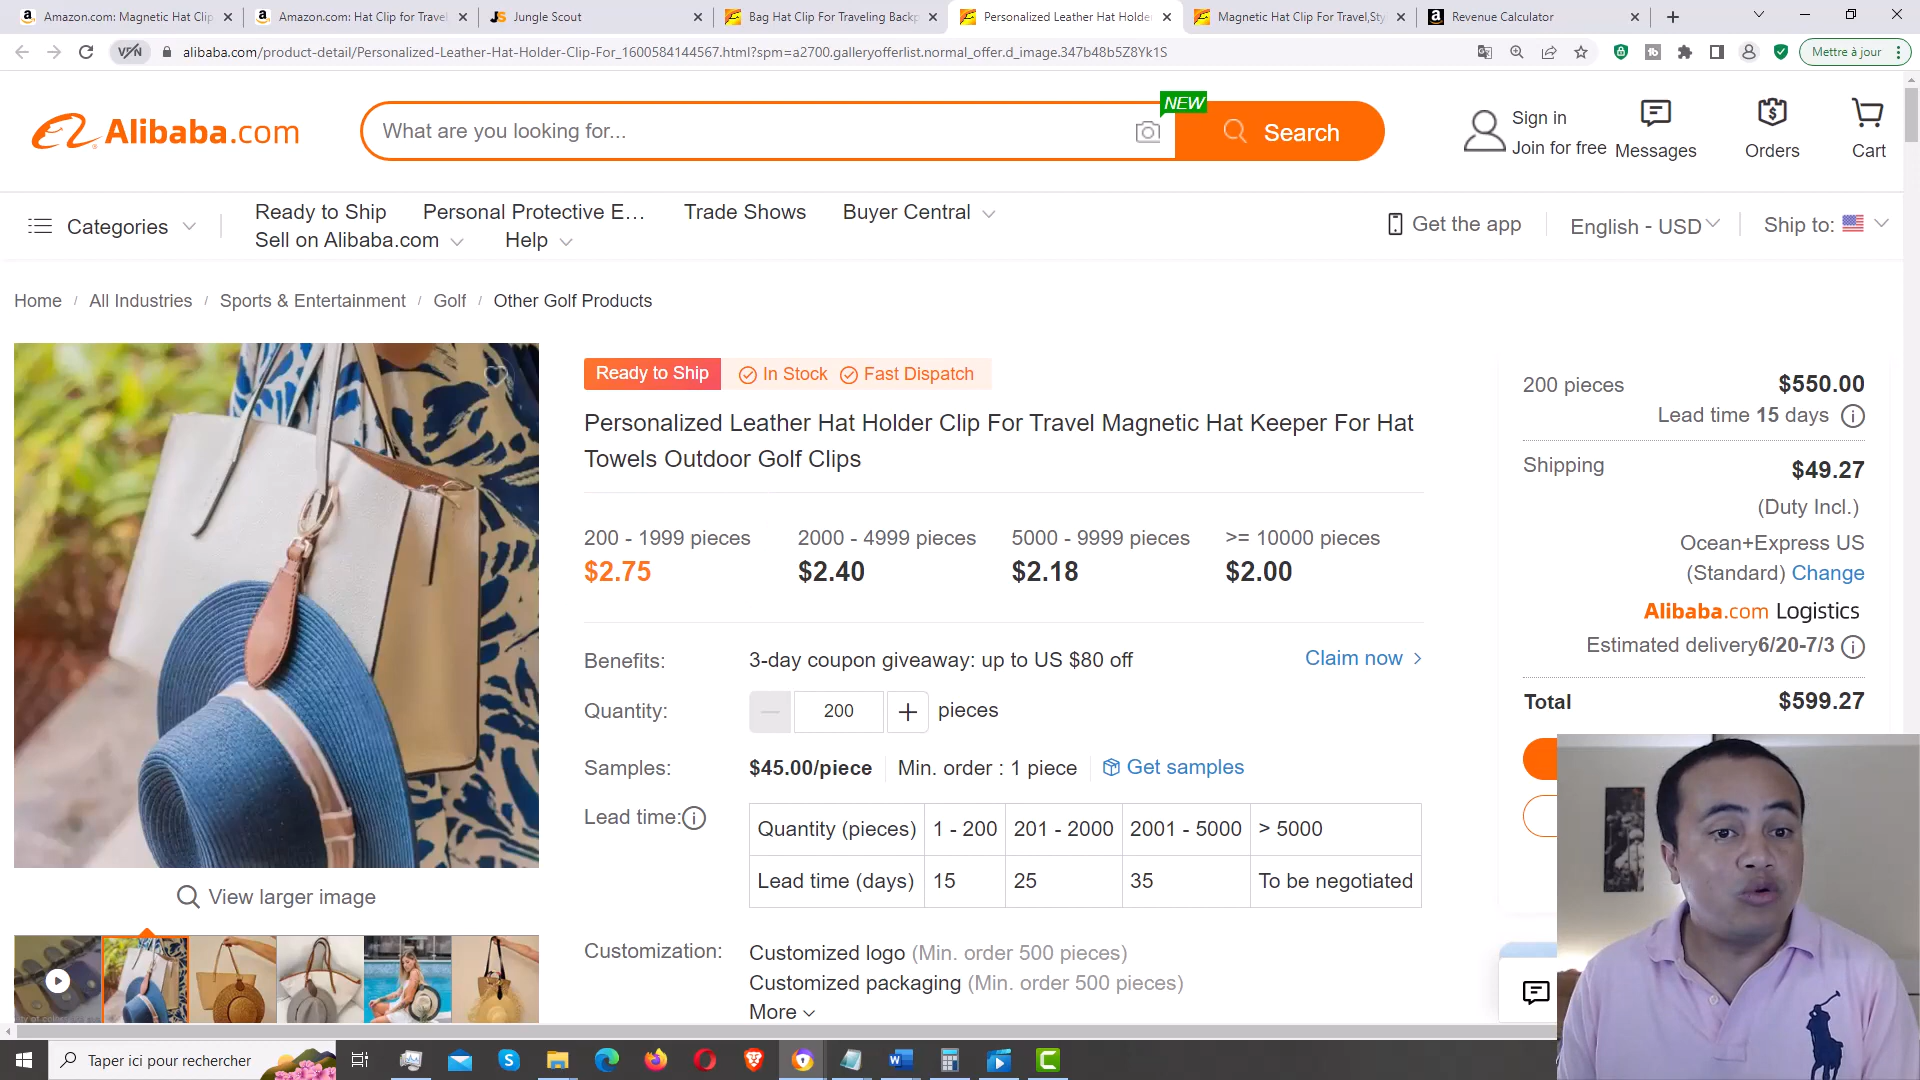 Amazon.com: Magnetic Hat Clip
Amazon.com: Hat Clip for Travel
Jungle Scout
Bag Hat Clip For Traveling Backp
Personalized Leather Hat Holde
Magnetic Hat Clip For Travel,Sty
Revenue Calculator
VPN
alibaba.com/product-detail/Personalized-Leather-Hat-Holder-Clip-For_1600584144567.html?spm=a2700.galleryofferlist.normal_offer.d_image.347b48b5Z8Yk1S
Mettre à jour
Alibaba.com
What are you looking for...
NEW
Search
Sign in
Join for free
Messages
Orders
Cart
Categories
Ready to Ship
Personal Protective E...
Trade Shows
Buyer Central
Sell on Alibaba.com
Help
Get the app
English - USD
Ship to:
Home / All Industries / Sports & Entertainment / Golf / Other Golf Products
Ready to Ship
In Stock
Fast Dispatch
Personalized Leather Hat Holder Clip For Travel Magnetic Hat Keeper For Hat
Towels Outdoor Golf Clips
200 - 1999 pieces
2000 - 4999 pieces
5000 - 9999 pieces
>= 10000 pieces
$2.75
$2.40
$2.18
$2.00
Benefits:
3-day coupon giveaway: up to US $80 off
Claim now >
Quantity:
200
pieces
Samples:
$45.00/piece
Min. order : 1 piece
Get samples
Lead time:
Quantity (pieces)
1 - 200
201 - 2000
2001 - 5000
> 5000
Lead time (days)
15
25
35
To be negotiated
Customization:
Customized logo (Min. order 500 pieces)
Customized packaging (Min. order 500 pieces)
More
200 pieces
$550.00
Lead time 15 days
Shipping
$49.27
(Duty Incl.)
Ocean+Express US
(Standard) Change
Alibaba.com Logistics
Estimated delivery6/20-7/3
Total
$599.27
View larger image
Taper ici pour rechercher